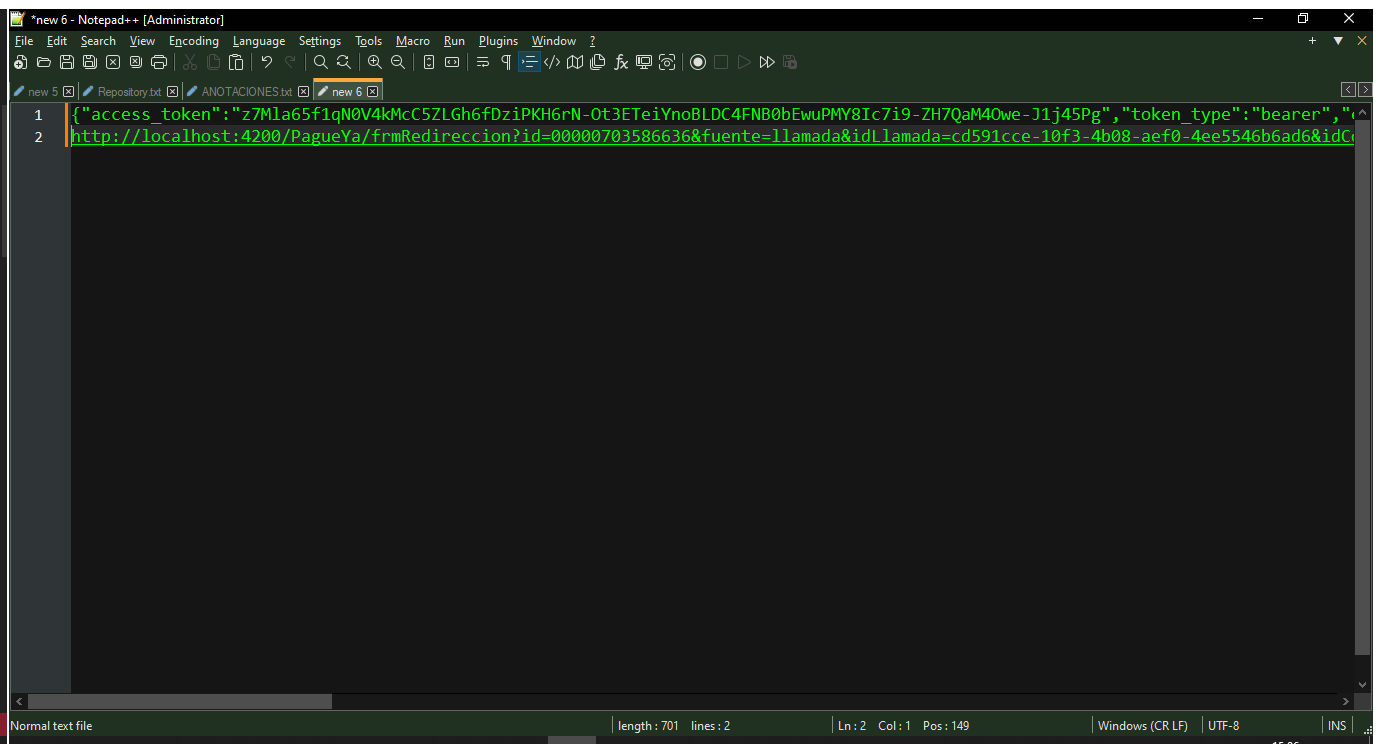 *new 6 - Notepad++ [Administrator]
File Edit Search View Encoding Language Settings Tools Macro Run Plugins Window ?
new 5 Repository.txt ANOTACIONES.txt new 6
1 {"access_token":"z7Mla65f1qN0V4kMcC5ZLGh6fDziPKH6rN-Ot3ETeiYnoBLDC4FNB0bEwuPMY8Ic7i9-ZH7QaM4Owe-J1j45Pg","token_type":"bearer","
2 http://localhost:4200/PagueYa/frmRedireccion?id=00000703586636&fuente=llamada&idLlamada=cd591cce-10f3-4b08-aef0-4ee5546b6ad6&idC
Normal text file length : 701 lines : 2 Ln : 2 Col : 1 Pos : 149 Windows (CR LF) UTF-8 INS